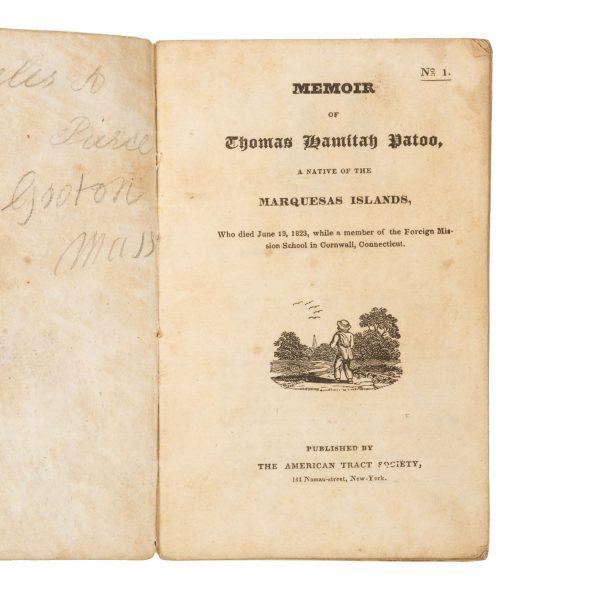 A
Pierce
Groton
Mass
No. 1.
MEMOIR
OF
Thomas Hamitah Patoo,
A NATIVE OF THE
MARQUESAS ISLANDS,
Who died June 19, 1823, while a member of the Foreign Mis-
sion School in Cornwall, Connecticut.
PUBLISHED BY
THE AMERICAN TRACT SOCIETY,
144 Nassau-street, New-York.